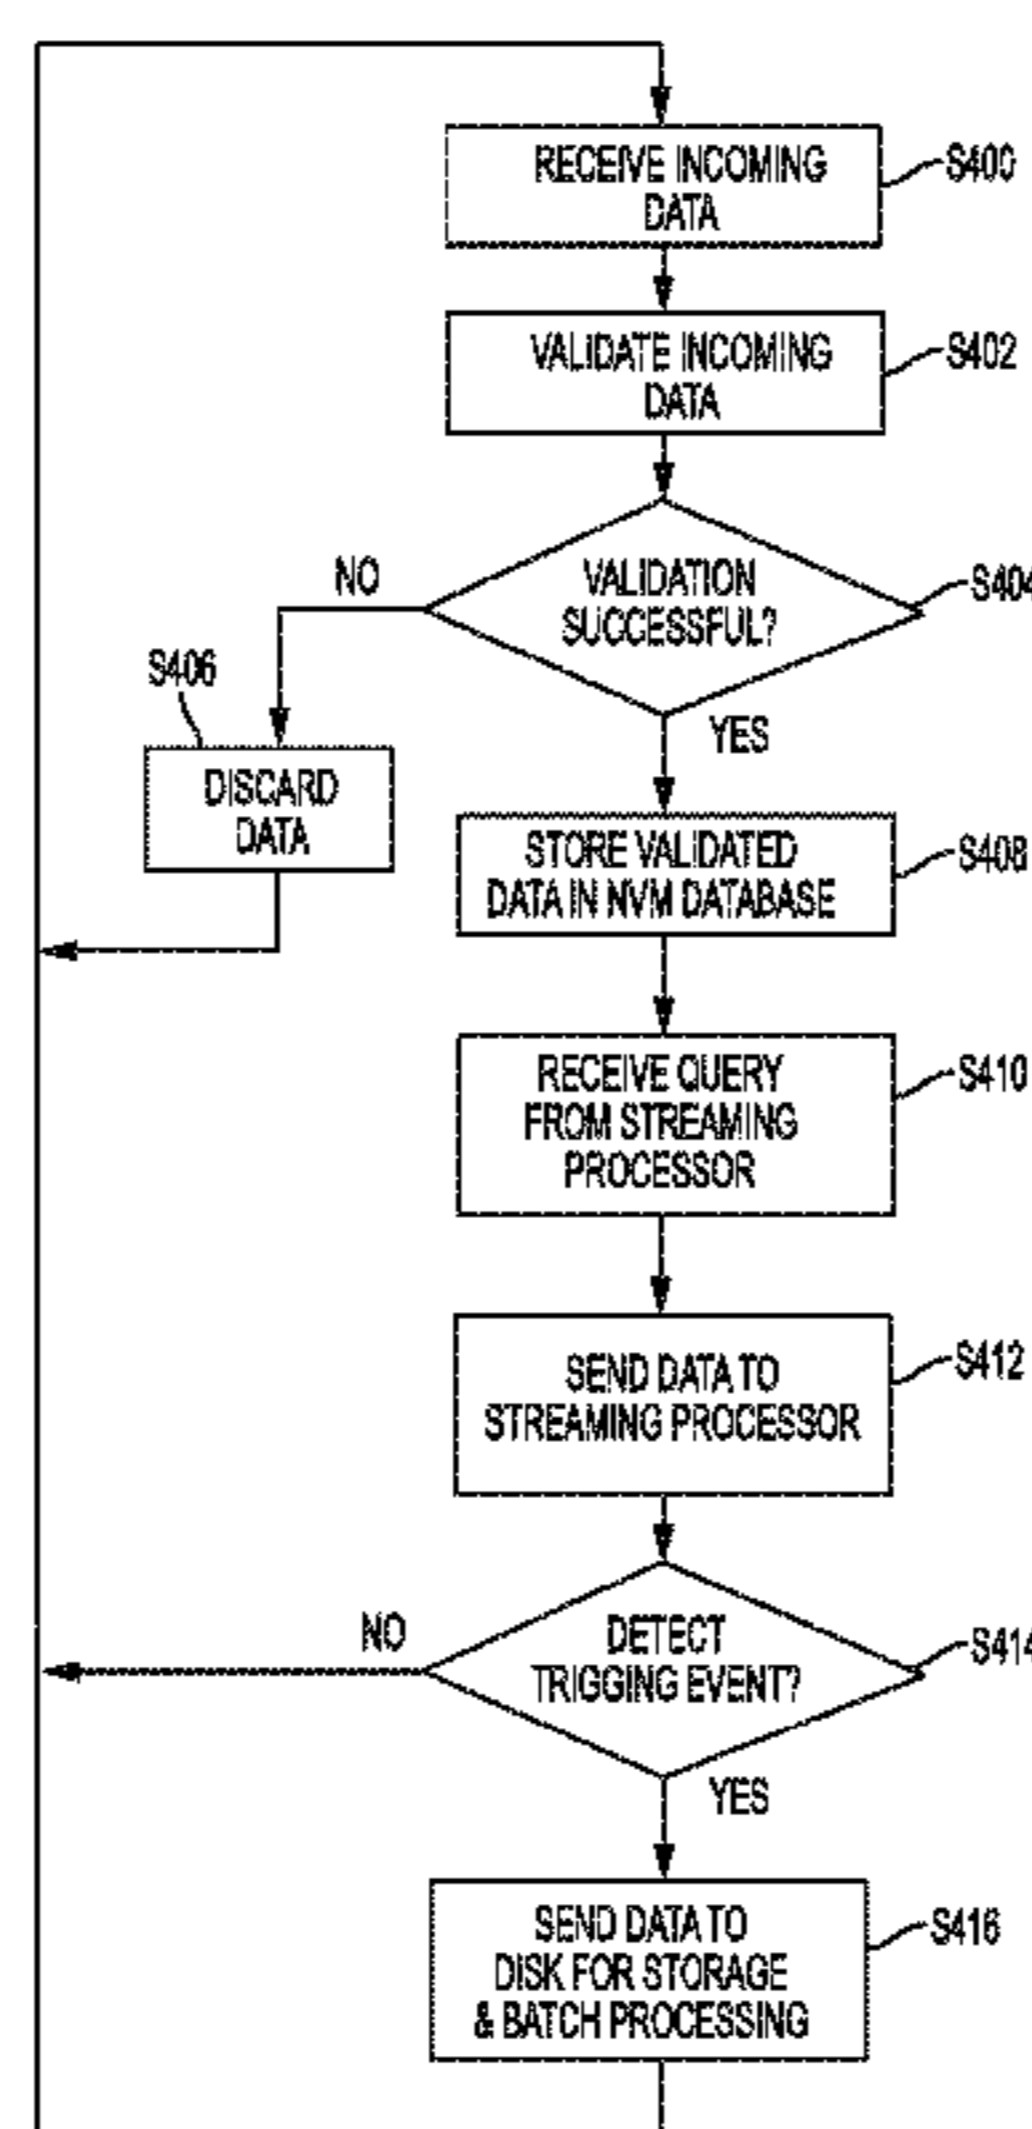 RECEIVE INCOMING
DATA
S400
VALIDATE INCOMING
DATA
S402
VALIDATION
SUCCESSFUL?
S404
NO
YES
S406
DISCARD
DATA
STORE VALIDATED
DATA IN NVM DATABASE
S408
RECEIVE QUERY
FROM STREAMING
PROCESSOR
S410
SEND DATA TO
STREAMING PROCESSOR
S412
DETECT
TRIGGING EVENT?
S414
NO
YES
SEND DATA TO
DISK FOR STORAGE
& BATCH PROCESSING
S416